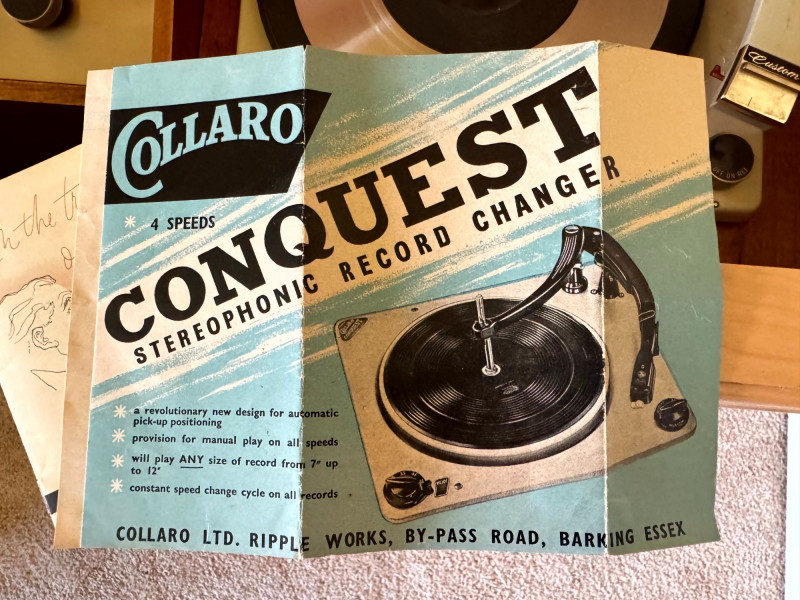 COLLARO
4 SPEEDS
CONQUEST
STEREOPHONIC RECORD CHANGER
a revolutionary new design for automatic
pick-up positioning
provision for manual play on all speeds
will play ANY size of record from 7" up
to 12"
constant speed change cycle on all records
COLLARO LTD. RIPPLE WORKS, BY-PASS ROAD, BARKING ESSEX
Custom
the